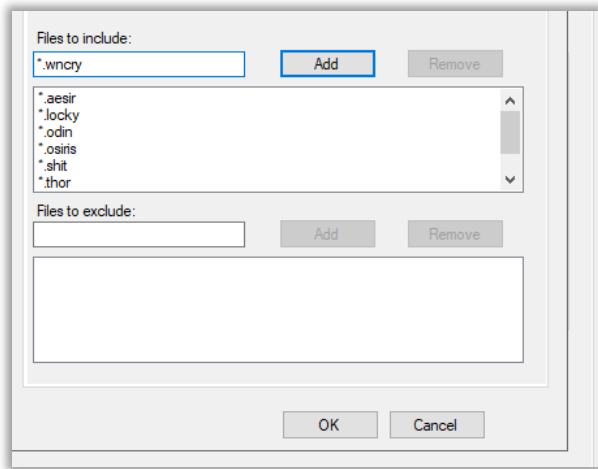 Files to include:
*.wncry Add Remove
*.aesir
*.locky
*.odin
*.osiris
*.shit
*.thor
Files to exclude:
Add Remove
OK Cancel